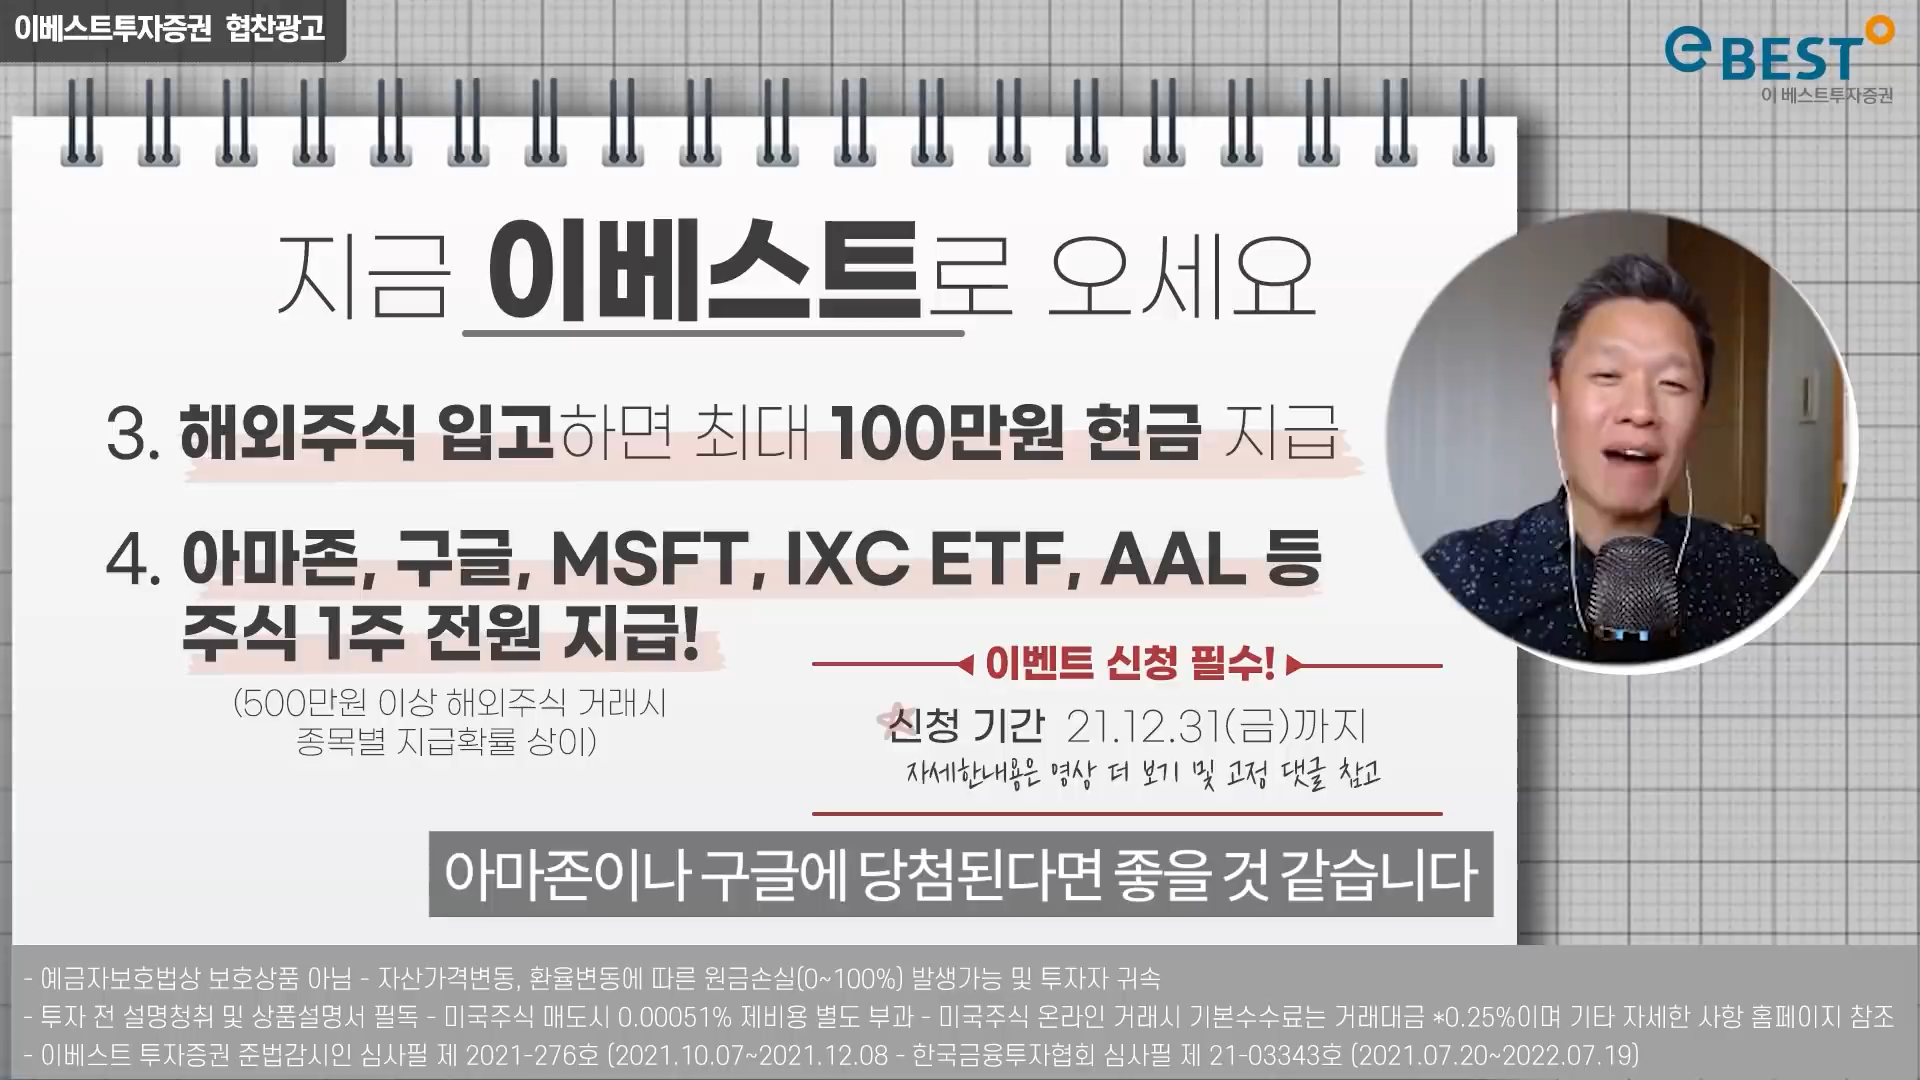 이베스트투자증권 협찬광고
eBEST
이베스트투자증권
지금 이베스트로 오세요
3. 해외주식 입고하면 최대 100만원 현금 지급
4. 아마존, 구글, MSFT, IXC ETF, AAL 등
주식 1주 전원 지급!
(500만원 이상 해외주식 거래시
종목별 지급확률 상이)
이벤트 신청 필수!
신청 기간 21.12.31(금)까지
자세한내용은 영상 더 보기 및 고정 댓글 참고
아마존이나 구글에 당첨된다면 좋을 것 같습니다
- 예금자보호법상 보호상품 아님 - 자산가격변동, 환율변동에 따른 원금손실(0~100%) 발생가능 및 투자자 귀속
- 투자 전 설명청취 및 상품설명서 필독 - 미국주식 매도시 0.00051% 제비용 별도 부과 - 미국주식 온라인 거래시 기본수수료는 거래대금 *0.25%이며 기타 자세한 사항 홈페이지 참조
- 이베스트 투자증권 준법감시인 심사필 제 2021-276호 (2021.10.07~2021.12.08 - 한국금융투자협회 심사필 제 21-03343호 (2021.07.20~2022.07.19)